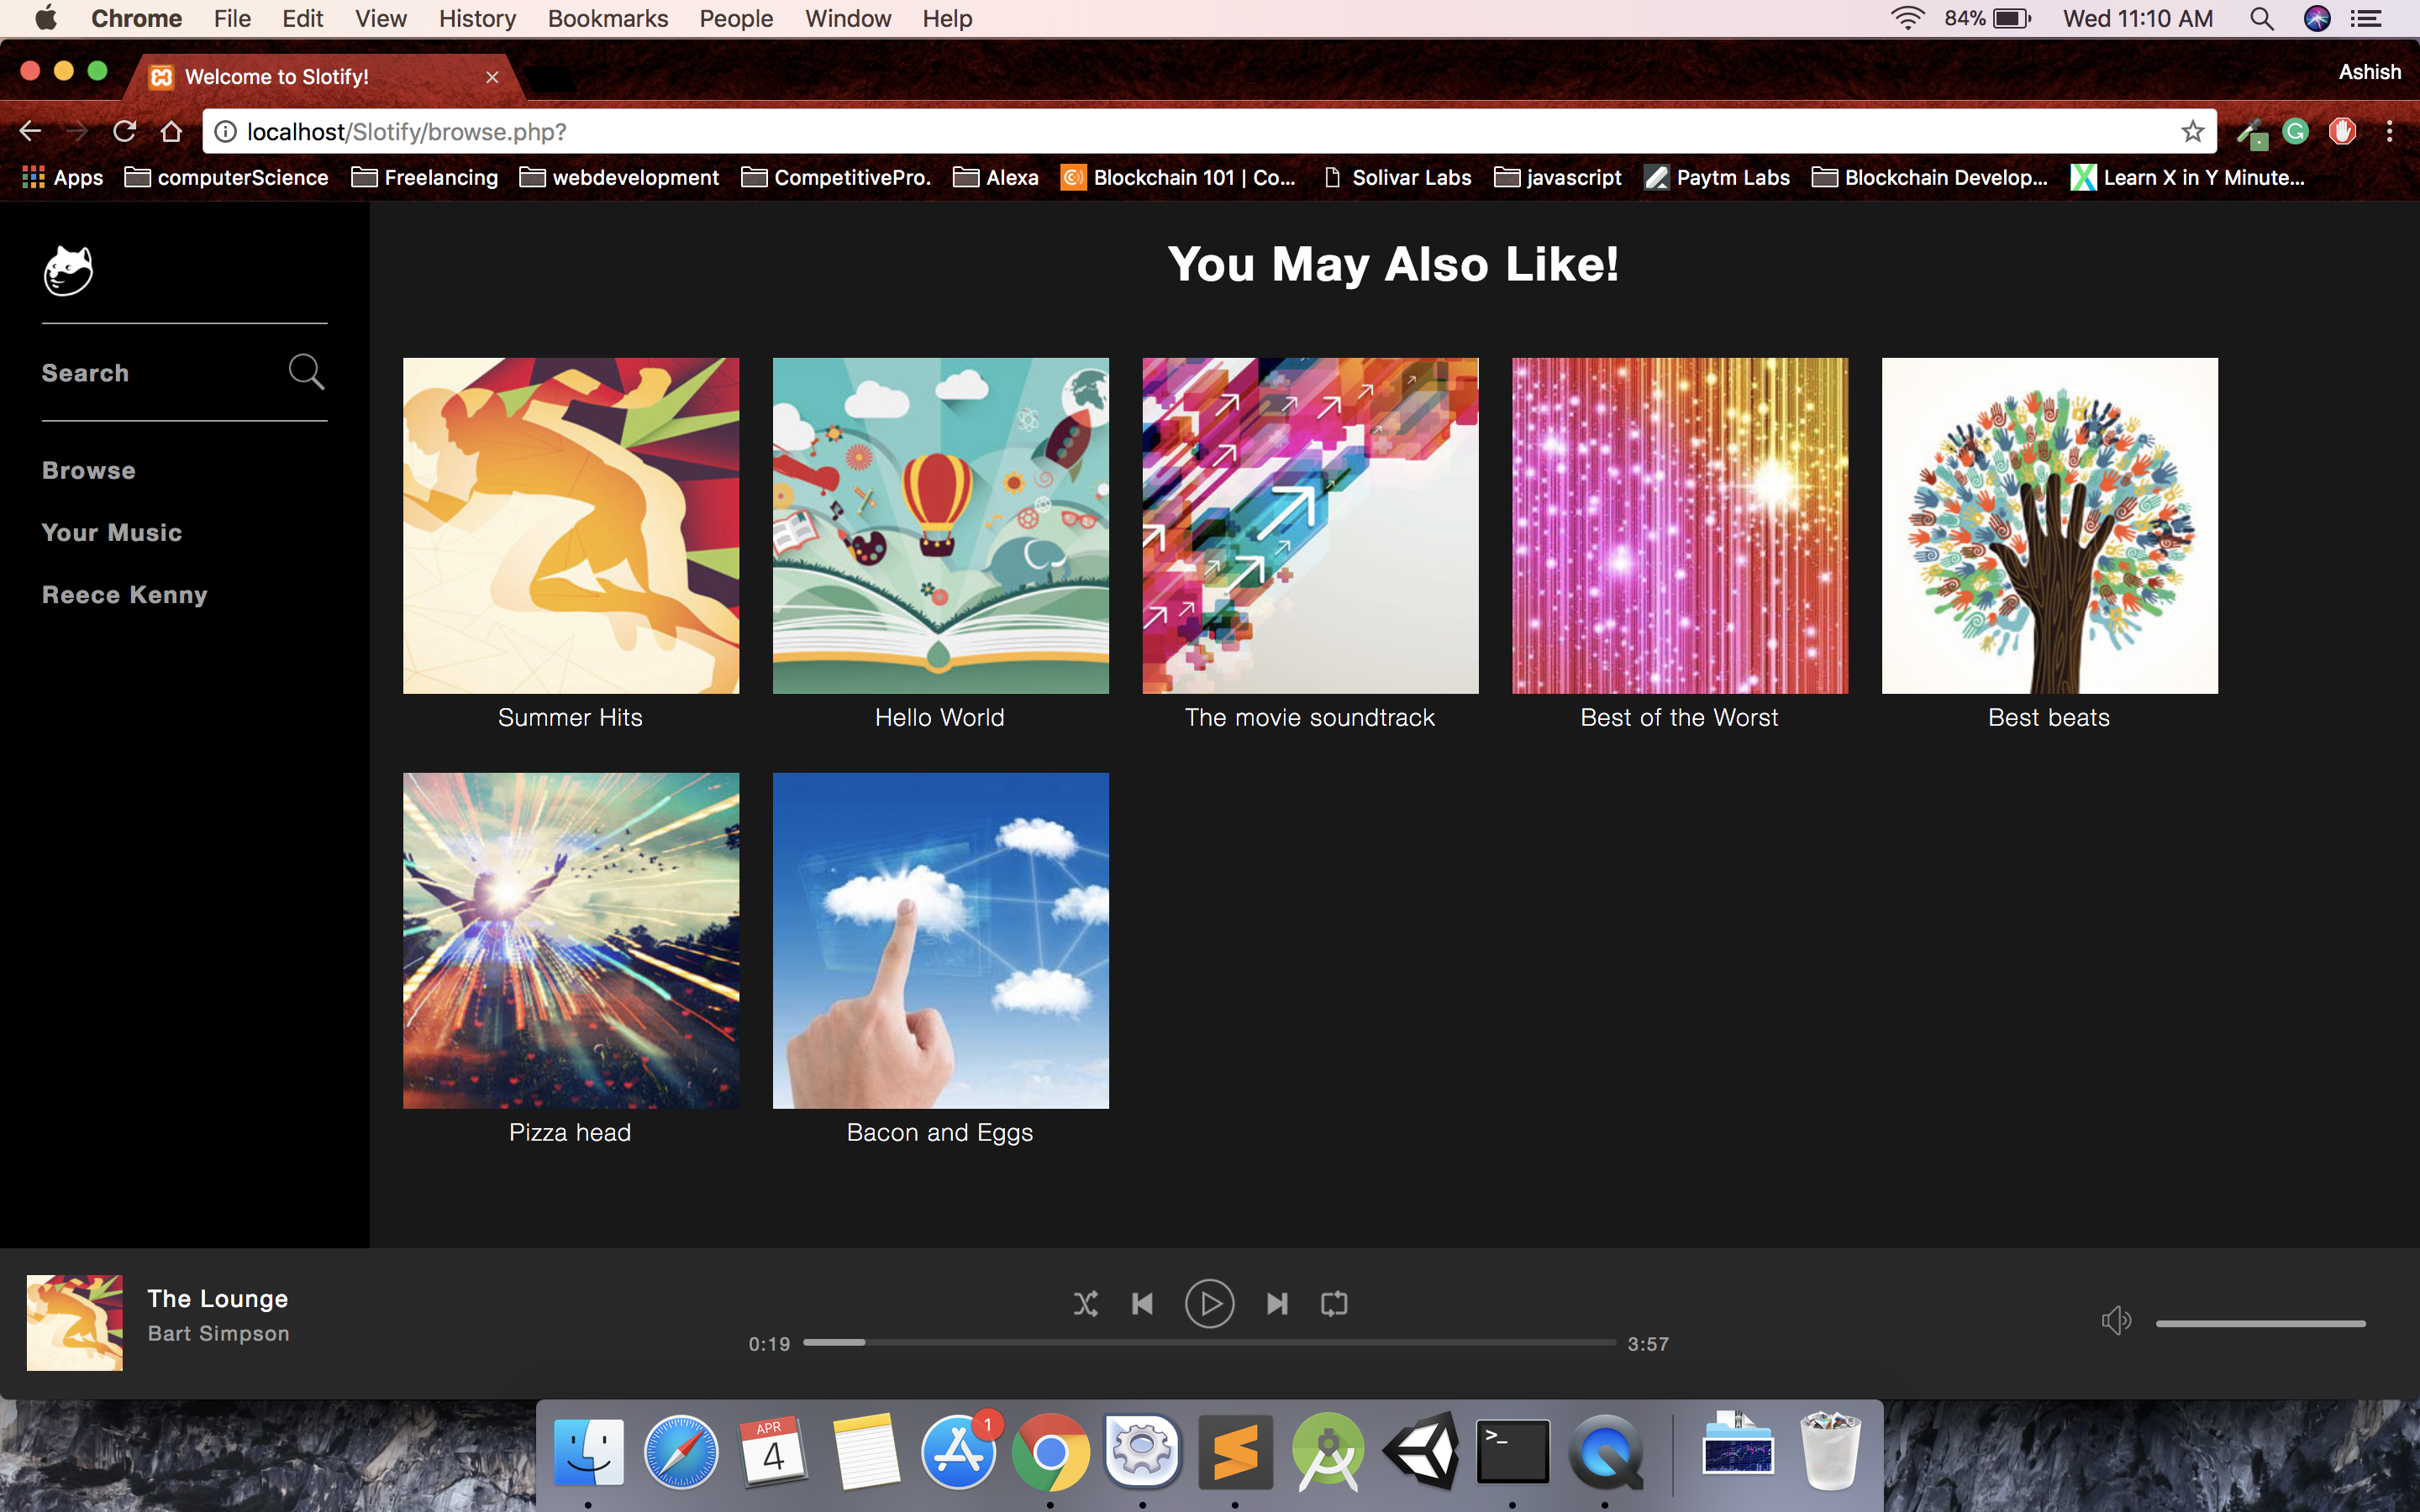 Chrome File Edit View History Bookmarks People Window Help 84% Wed 11:10 AM
Welcome to Slotify! Ashish
localhost/Slotify/browse.php?
Apps computerScience Freelancing webdevelopment CompetitivePro. Alexa Blockchain 101 | Co... Solivar Labs javascript Paytm Labs Blockchain Develop... Learn X in Y Minute...
You May Also Like!
Search
Browse
Your Music
Reece Kenny
Summer Hits Hello World The movie soundtrack Best of the Worst Best beats
Pizza head Bacon and Eggs
The Lounge
Bart Simpson
0:19 3:57
APR
4
1
>_